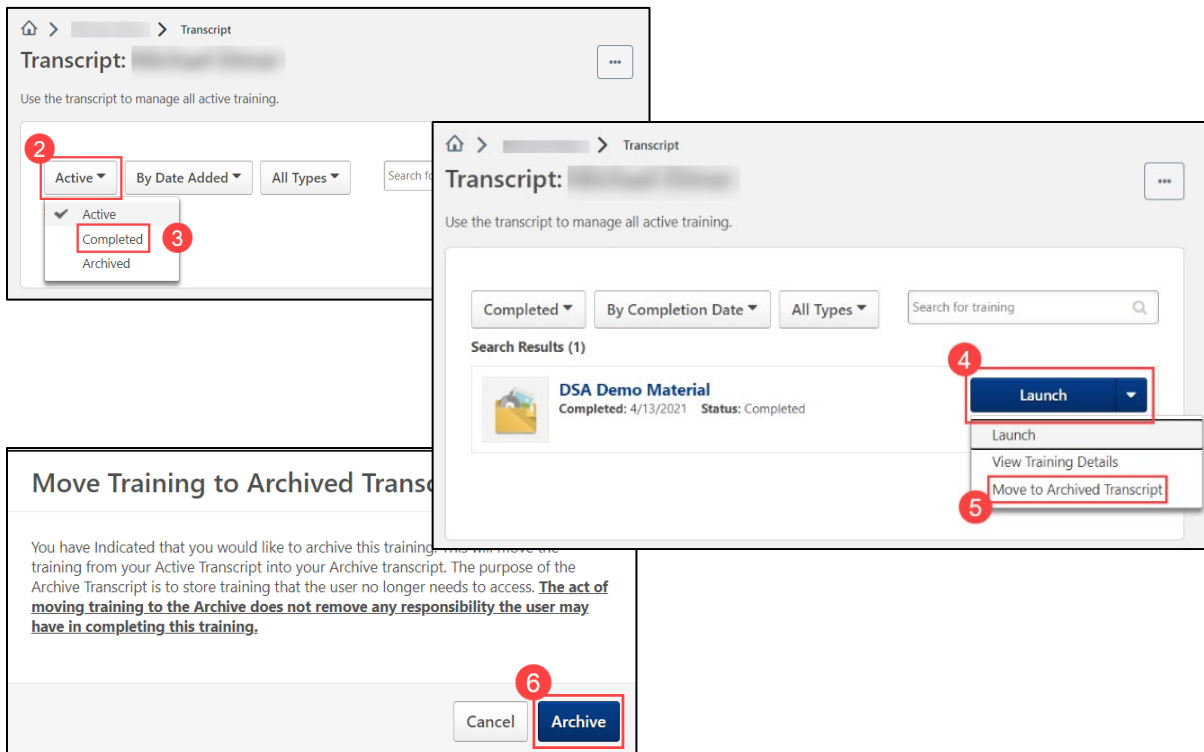 Transcript
Transcript:
...
Use the transcript to manage all active training.
2
Active By Date Added All Types Search fo
Active
Completed 3
Archived
Transcript
Transcript:
...
Use the transcript to manage all active training.
Completed By Completion Date All Types Search for training
Search Results (1)
4
DSA Demo Material
Completed: 4/13/2021 Status: Completed
Launch
Launch
View Training Details
Move to Archived Transcript
5
Move Training to Archived Transc
You have Indicated that you would like to archive this training. This will move the
training from your Active Transcript into your Archive transcript. The purpose of the
Archive Transcript is to store training that the user no longer needs to access. The act of
moving training to the Archive does not remove any responsibility the user may
have in completing this training.
6
Cancel Archive